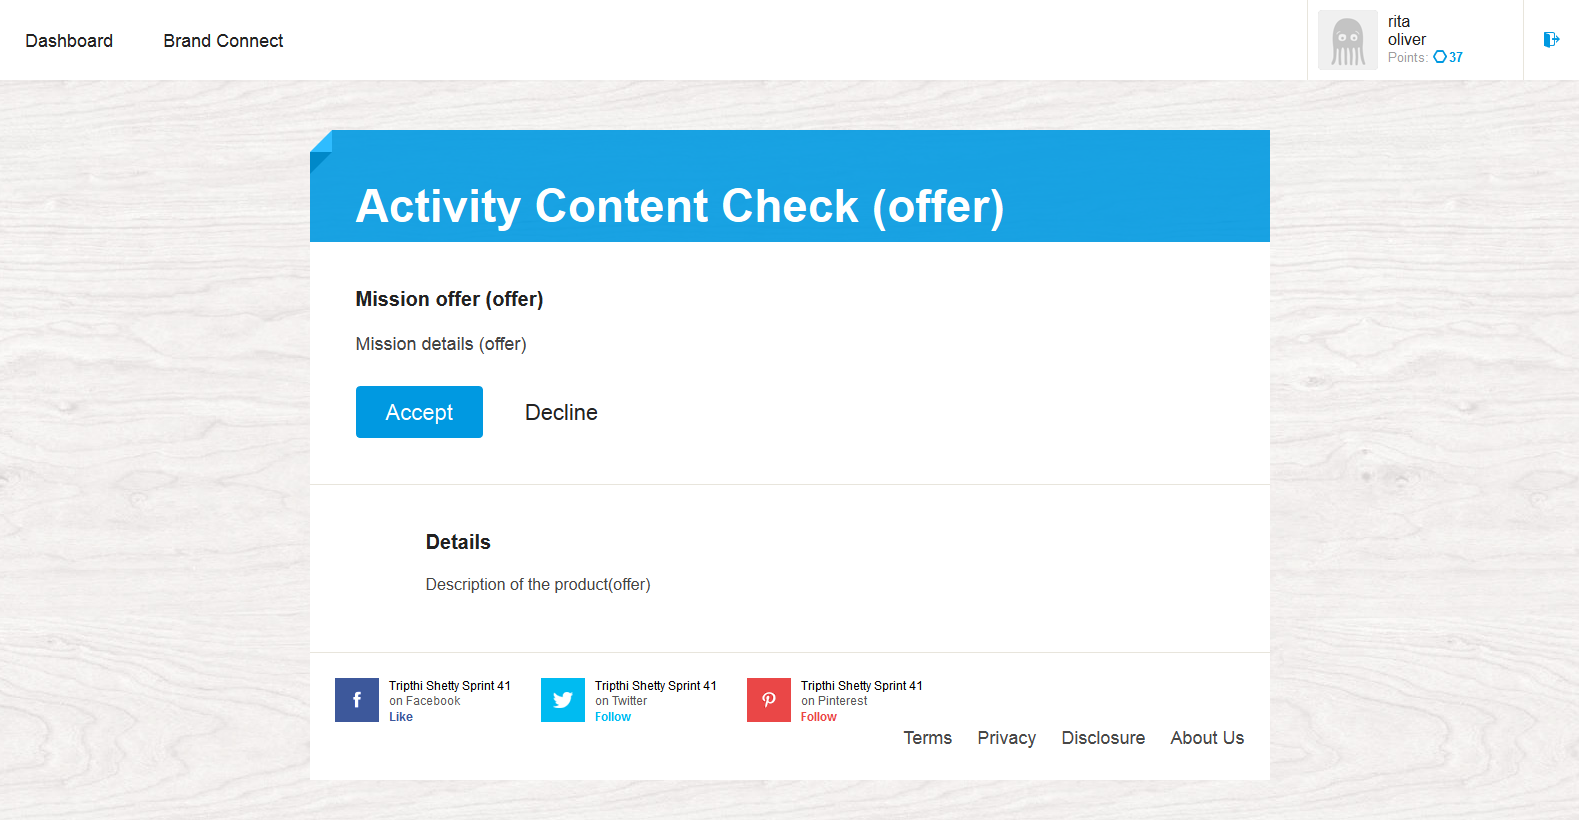 Dashboard
Brand Connect
rita
oliver
Points: 37
Activity Content Check (offer)
Mission offer (offer)
Mission details (offer)
Accept
Decline
Details
Description of the product(offer)
Tripthi Shetty Sprint 41
on Facebook
Like
Tripthi Shetty Sprint 41
on Twitter
Follow
Tripthi Shetty Sprint 41
on Pinterest
Follow
Terms
Privacy
Disclosure
About Us